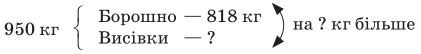 Борошно — 818 кг
950 кг
Висівки — ?
на ? кг більше